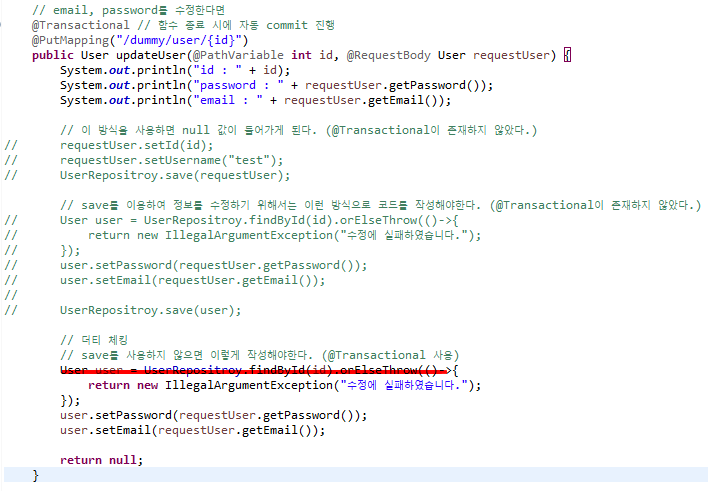 // email, password를 수정한다면
@Transactional // 함수 종료 시에 자동 commit 진행
@PutMapping("/dummy/user/{id}")
public User updateUser(@PathVariable int id, @RequestBody User requestUser) {
System.out.println("id : " + id);
System.out.println("password : " + requestUser.getPassword());
System.out.println("email : " + requestUser.getEmail());
// 이 방식을 사용하면 null 값이 들어가게 된다. (@Transactional이 존재하지 않았다.)
// requestUser.setId(id);
// requestUser.setUsername("test");
// UserRepositroy.save(requestUser);
// save를 이용하여 정보를 수정하기 위해서는 이런 방식으로 코드를 작성해야한다. (@Transactional이 존재하지 않았다.)
// User user = UserRepositroy.findById(id).orElseThrow(()->{
// return new IllegalArgumentException("수정에 실패하였습니다.");
// });
// user.setPassword(requestUser.getPassword());
// user.setEmail(requestUser.getEmail());
//
// UserRepositroy.save(user);
// 더티 체킹
// save를 사용하지 않으면 이렇게 작성해야한다. (@Transactional 사용)
User user = UserRepositroy.findById(id).orElseThrow(()->{
return new IllegalArgumentException("수정에 실패하였습니다.");
});
user.setPassword(requestUser.getPassword());
user.setEmail(requestUser.getEmail());
return null;
}